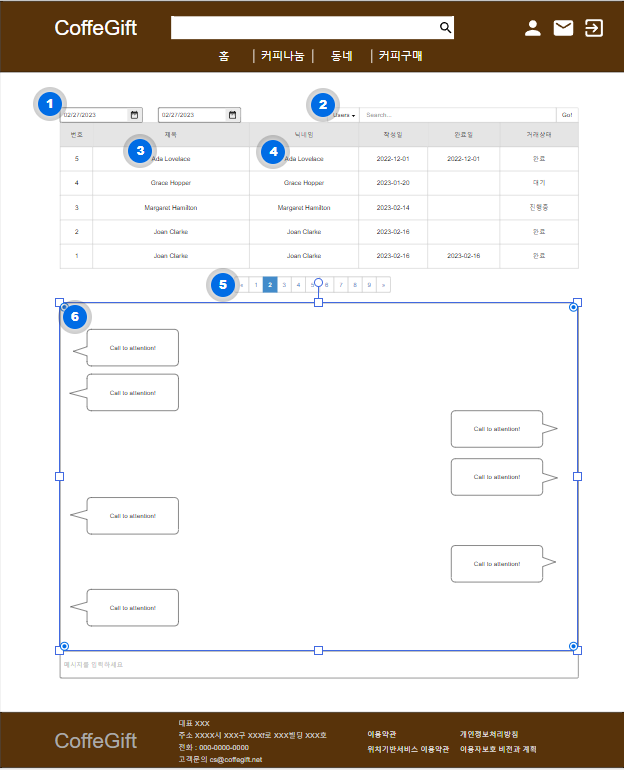 CoffeGift
홈 | 커피나눔 | 동네 | 커피구매
1
2
02/27/2023 02/27/2023 Users Search... Go!
번호 제목 닉네임 작성일 완료일 거래상태
3
4
5 Ada Lovelace Ada Lovelace 2022-12-01 2022-12-01 완료
4 Grace Hopper Grace Hopper 2023-01-20 대기
3 Margaret Hamilton Margaret Hamilton 2023-02-14 진행중
2 Joan Clarke Joan Clarke 2023-02-16 완료
1 Joan Clarke Joan Clarke 2023-02-16 2023-02-16 완료
5
« 1 2 3 4 5 6 7 8 9 »
6
Call to attention!
Call to attention!
Call to attention!
Call to attention!
Call to attention!
Call to attention!
Call to attention!
메시지를 입력하세요
CoffeGift
대표 XXX
주소 XXXX시 XXX구 XXX로 XXX빌딩 XXX호
전화 : 000-0000-0000
고객문의 cs@coffegift.net
이용약관 개인정보처리방침
위치기반서비스 이용약관 이용자보호 비전과 계획